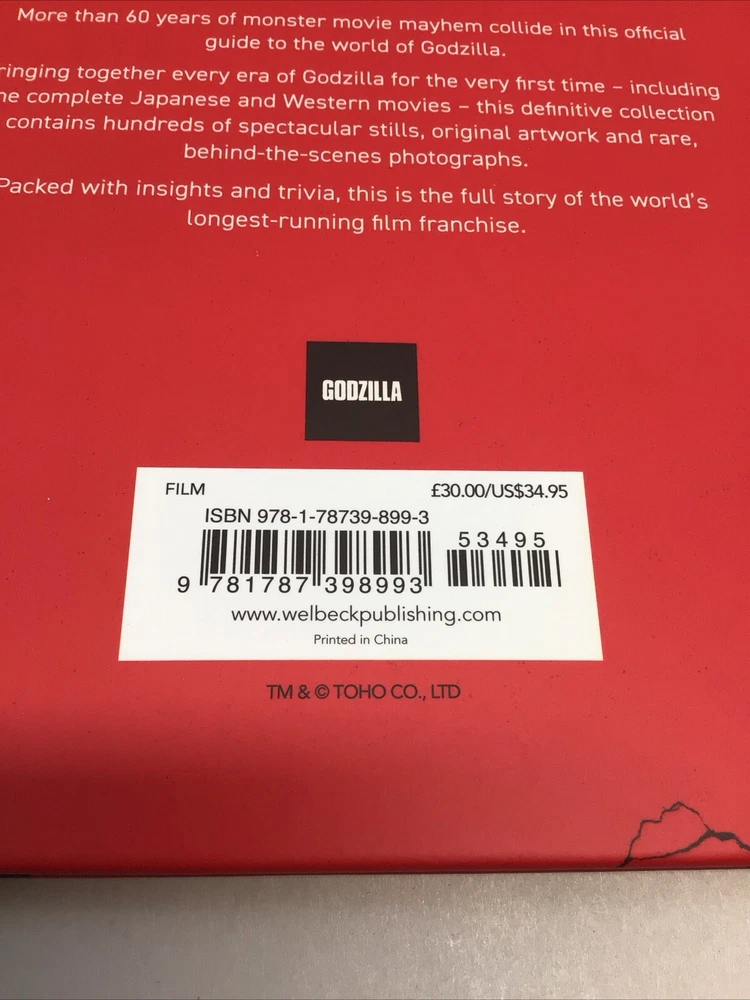 More than 60 years of monster movie mayhem collide in this official
guide to the world of Godzilla.
ringing together every era of Godzilla for the very first time – including
he complete Japanese and Western movies – this definitive collection
contains hundreds of spectacular stills, original artwork and rare,
behind-the-scenes photographs.
Packed with insights and trivia, this is the full story of the world's
longest-running film franchise.
GODZILLA
FILM £30.00/US$34.95
ISBN 978-1-78739-899-3
53495
9 781787 398993
www.welbeckpublishing.com
Printed in China
TM & © TOHO CO., LTD